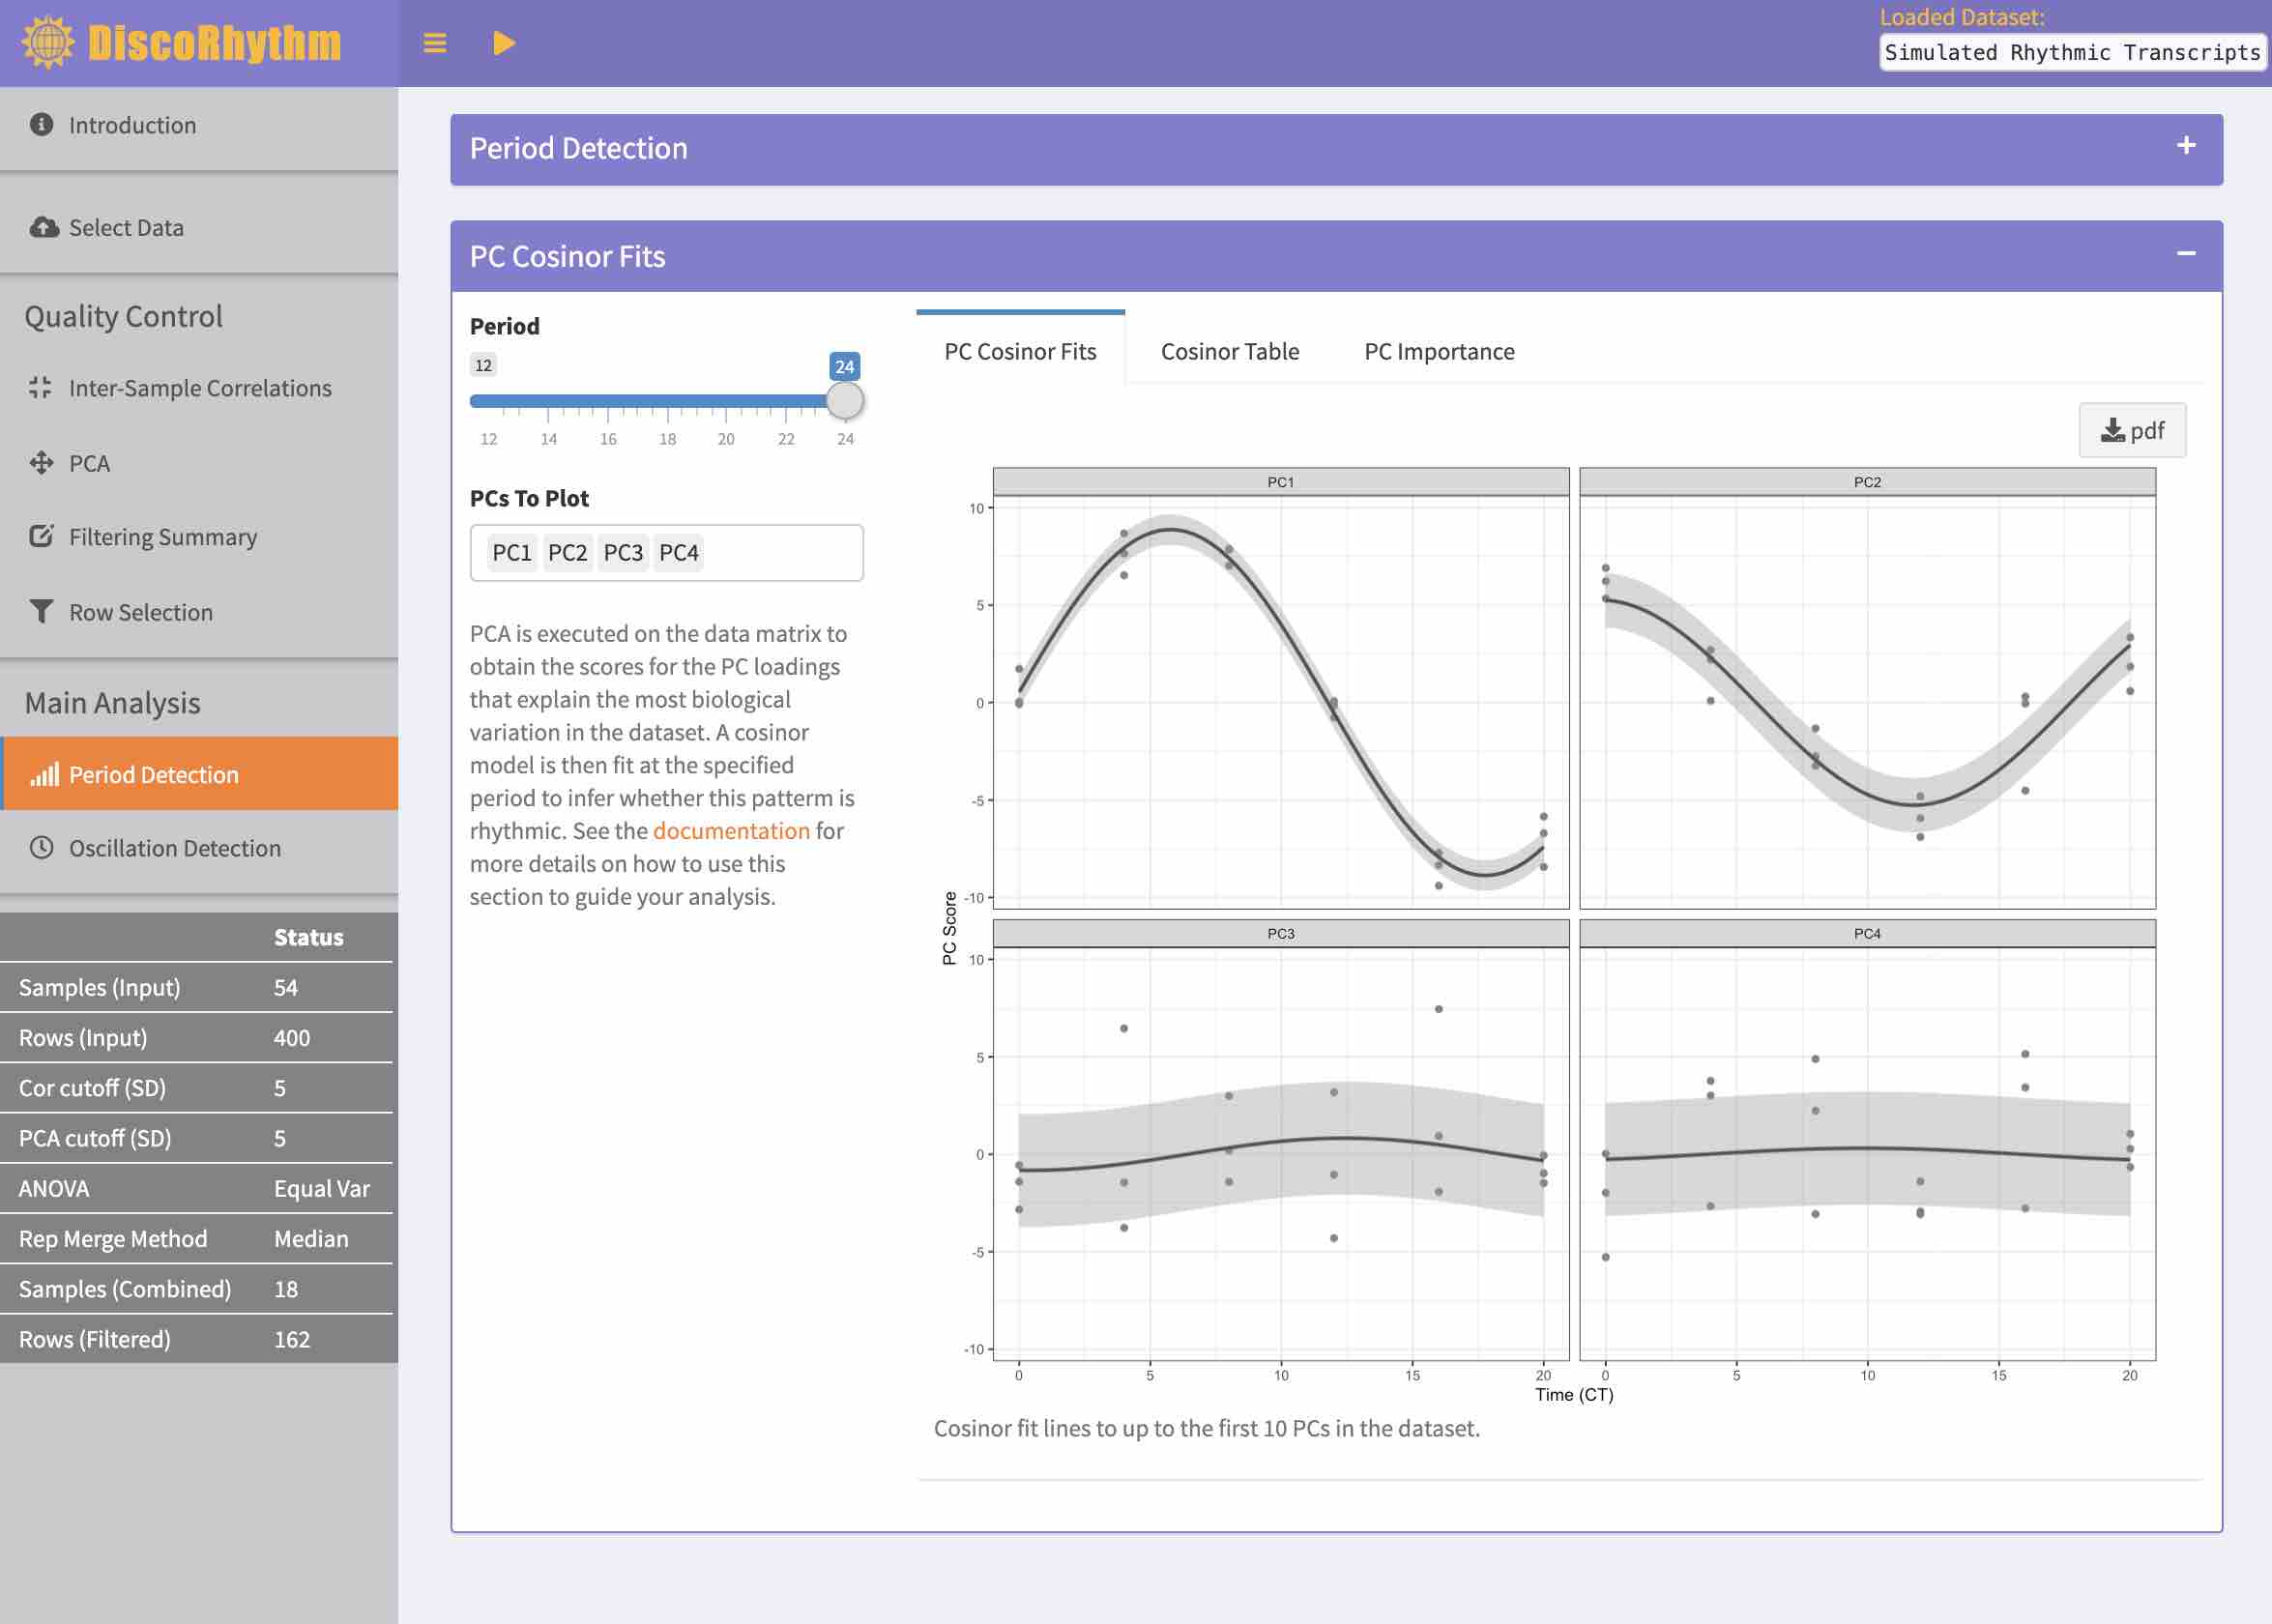 DiscoRhythm
Loaded Dataset:
Simulated Rhythmic Transcripts
Introduction
Select Data
Quality Control
Inter-Sample Correlations
PCA
Filtering Summary
Row Selection
Main Analysis
Period Detection
Oscillation Detection
Status
Samples (Input) 54
Rows (Input) 400
Cor cutoff (SD) 5
PCA cutoff (SD) 5
ANOVA Equal Var
Rep Merge Method Median
Samples (Combined) 18
Rows (Filtered) 162
Period Detection
PC Cosinor Fits
Period
12 24
12 14 16 18 20 22 24
PCs To Plot
PC1 PC2 PC3 PC4
PCA is executed on the data matrix to
obtain the scores for the PC loadings
that explain the most biological
variation in the dataset. A cosinor
model is then fit at the specified
period to infer whether this patterm is
rhythmic. See the documentation for
more details on how to use this
section to guide your analysis.
PC Cosinor Fits Cosinor Table PC Importance
pdf
PC1 PC2
10
5
0
-5
-10
PC Score
PC3 PC4
10
5
0
-5
-10
0 5 10 15 20 0 5 10 15 20
Time (CT)
Cosinor fit lines to up to the first 10 PCs in the dataset.